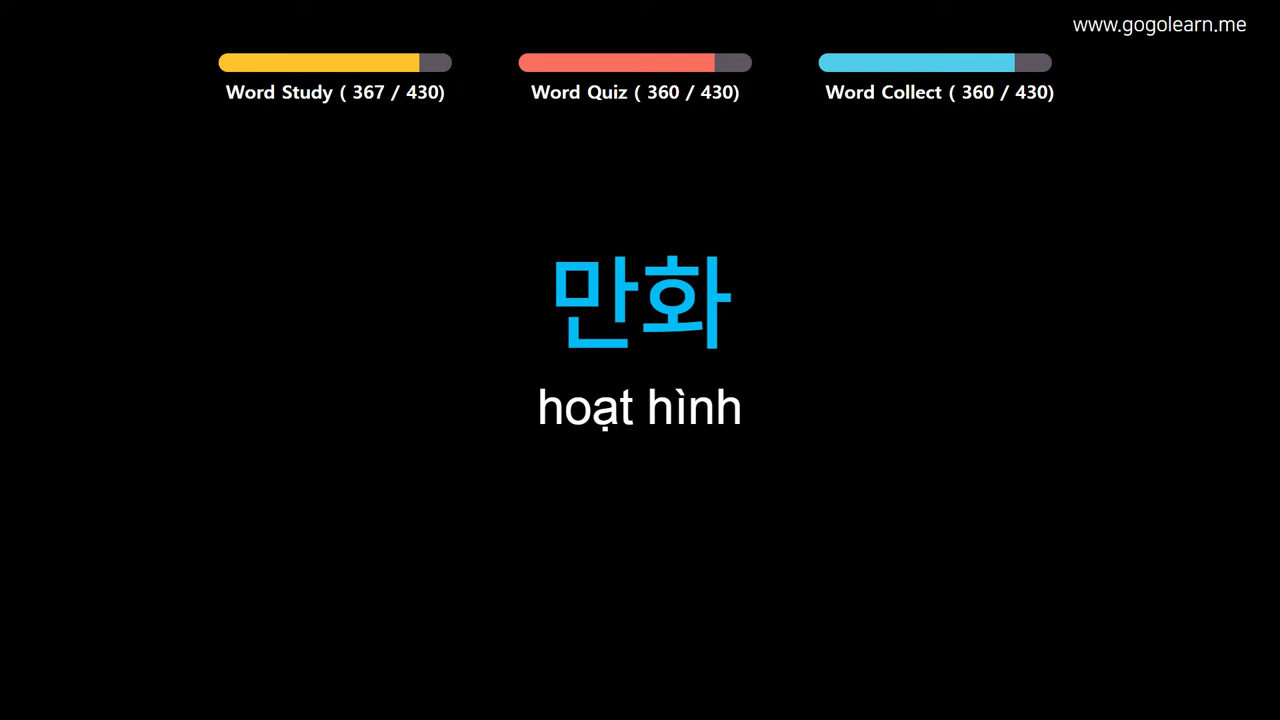 www.gogolearn.me
Word Study ( 367 / 430)
Word Quiz ( 360 / 430)
Word Collect ( 360 / 430)
만화
hoạt hình